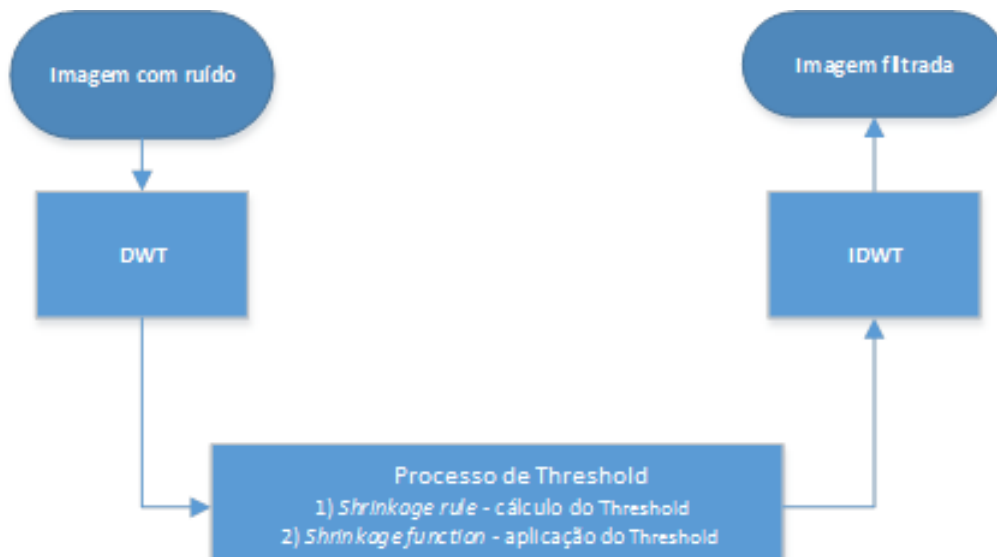 Imagem com ruído
Imagem filtrada
DWT
IDWT
Processo de Threshold
1) Shrinkage rule - cálculo do Threshold
2) Shrinkage function - aplicação do Threshold